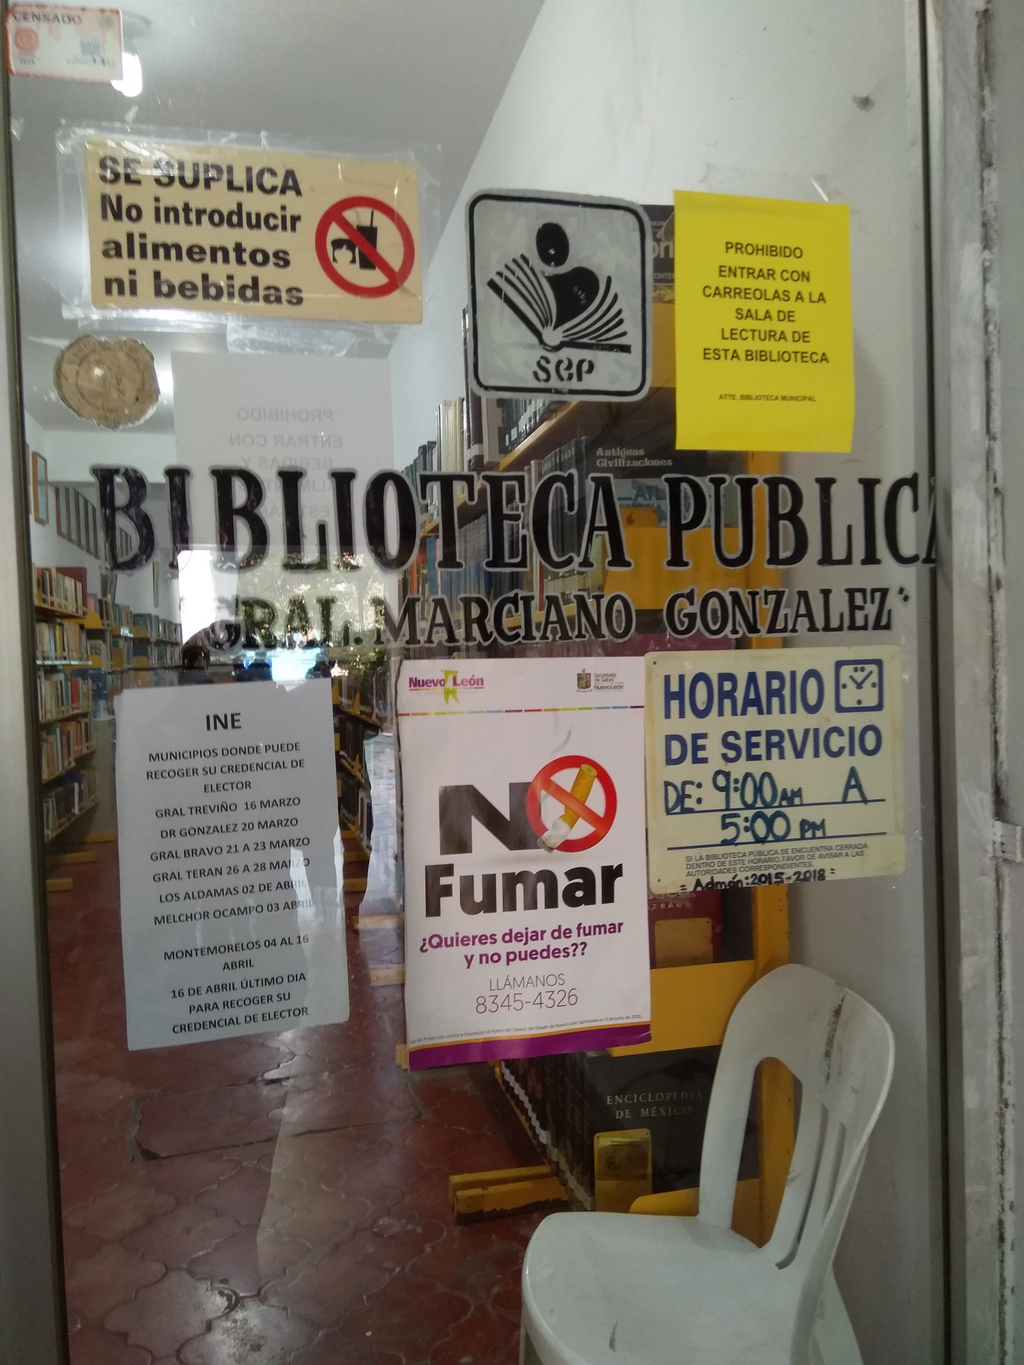 CENSADO
SE SUPLICA
No introducir
alimentos
ni bebidas
SEP
PROHIBIDO
ENTRAR CON
CARREOLAS A LA
SALA DE
LECTURA DE
ESTA BIBLIOTECA
ATTE. BIBLIOTECA MUNICIPAL
PROHIBIDO
ENTRAR CON
BEBIDAS Y
Antiguas
Civilizaciones
BIBLIOTECA PUBLICA
"GRAL. MARCIANO GONZALEZ"
INE
MUNICIPIOS DONDE PUEDE
RECOGER SU CREDENCIAL DE
ELECTOR
GRAL TREVIÑO 16 MARZO
DR GONZALEZ 20 MARZO
GRAL BRAVO 21 A 23 MARZO
GRAL TERAN 26 A 28 MARZO
LOS ALDAMAS 02 DE ABRIL
MELCHOR OCAMPO 03 ABRIL
MONTEMORELOS 04 AL 16
ABRIL
16 DE ABRIL ÚLTIMO DIA
PARA RECOGER SU
CREDENCIAL DE ELECTOR
Nuevo León
Secretaría
de Salud
Nuevo León
NO
Fumar
¿Quieres dejar de fumar
y no puedes??
LLÁMANOS
8345-4326
HORARIO
DE SERVICIO
DE: 9:00 AM A
5:00 PM
SI LA BIBLIOTECA PÚBLICA SE ENCUENTRA CERRADA
DENTRO DE ESTE HORARIO, FAVOR DE AVISAR A LAS
AUTORIDADES CORRESPONDIENTES.
= Admón: 2015-2018 =
ENCICLOPEDIA
DE MÉXICO